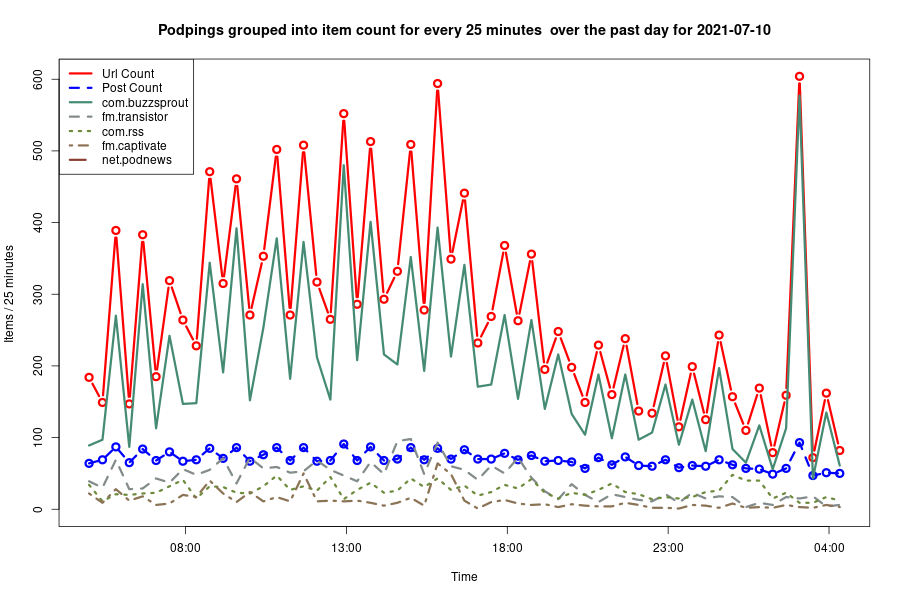 Podpings grouped into item count for every 25 minutes  over the past day for 2021-07-10
Url Count
Post Count
com.buzzsprout
fm.transistor
com.rss
fm.captivate
net.podnews
600
500
400
300
200
100
0
Items / 25 minutes
08:00
13:00
18:00
23:00
04:00
Time